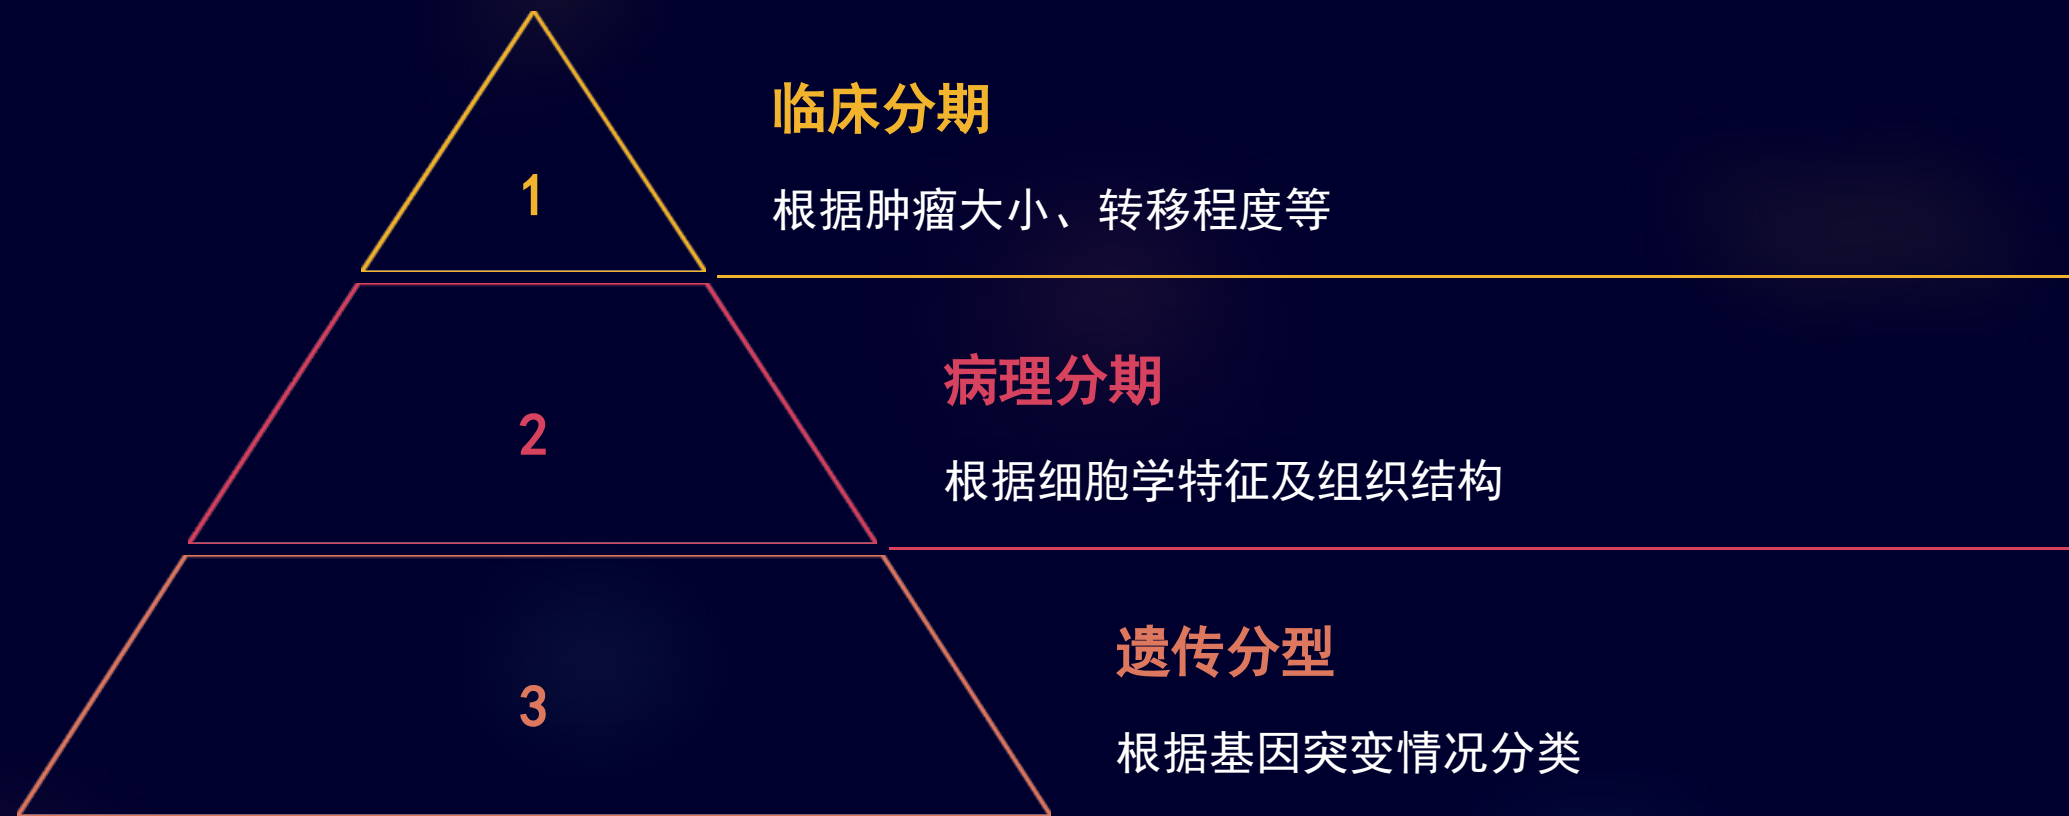 临床分期
根据肿瘤大小、转移程度等
1
病理分期
根据细胞学特征及组织结构
2
遗传分型
根据基因突变情况分类
3